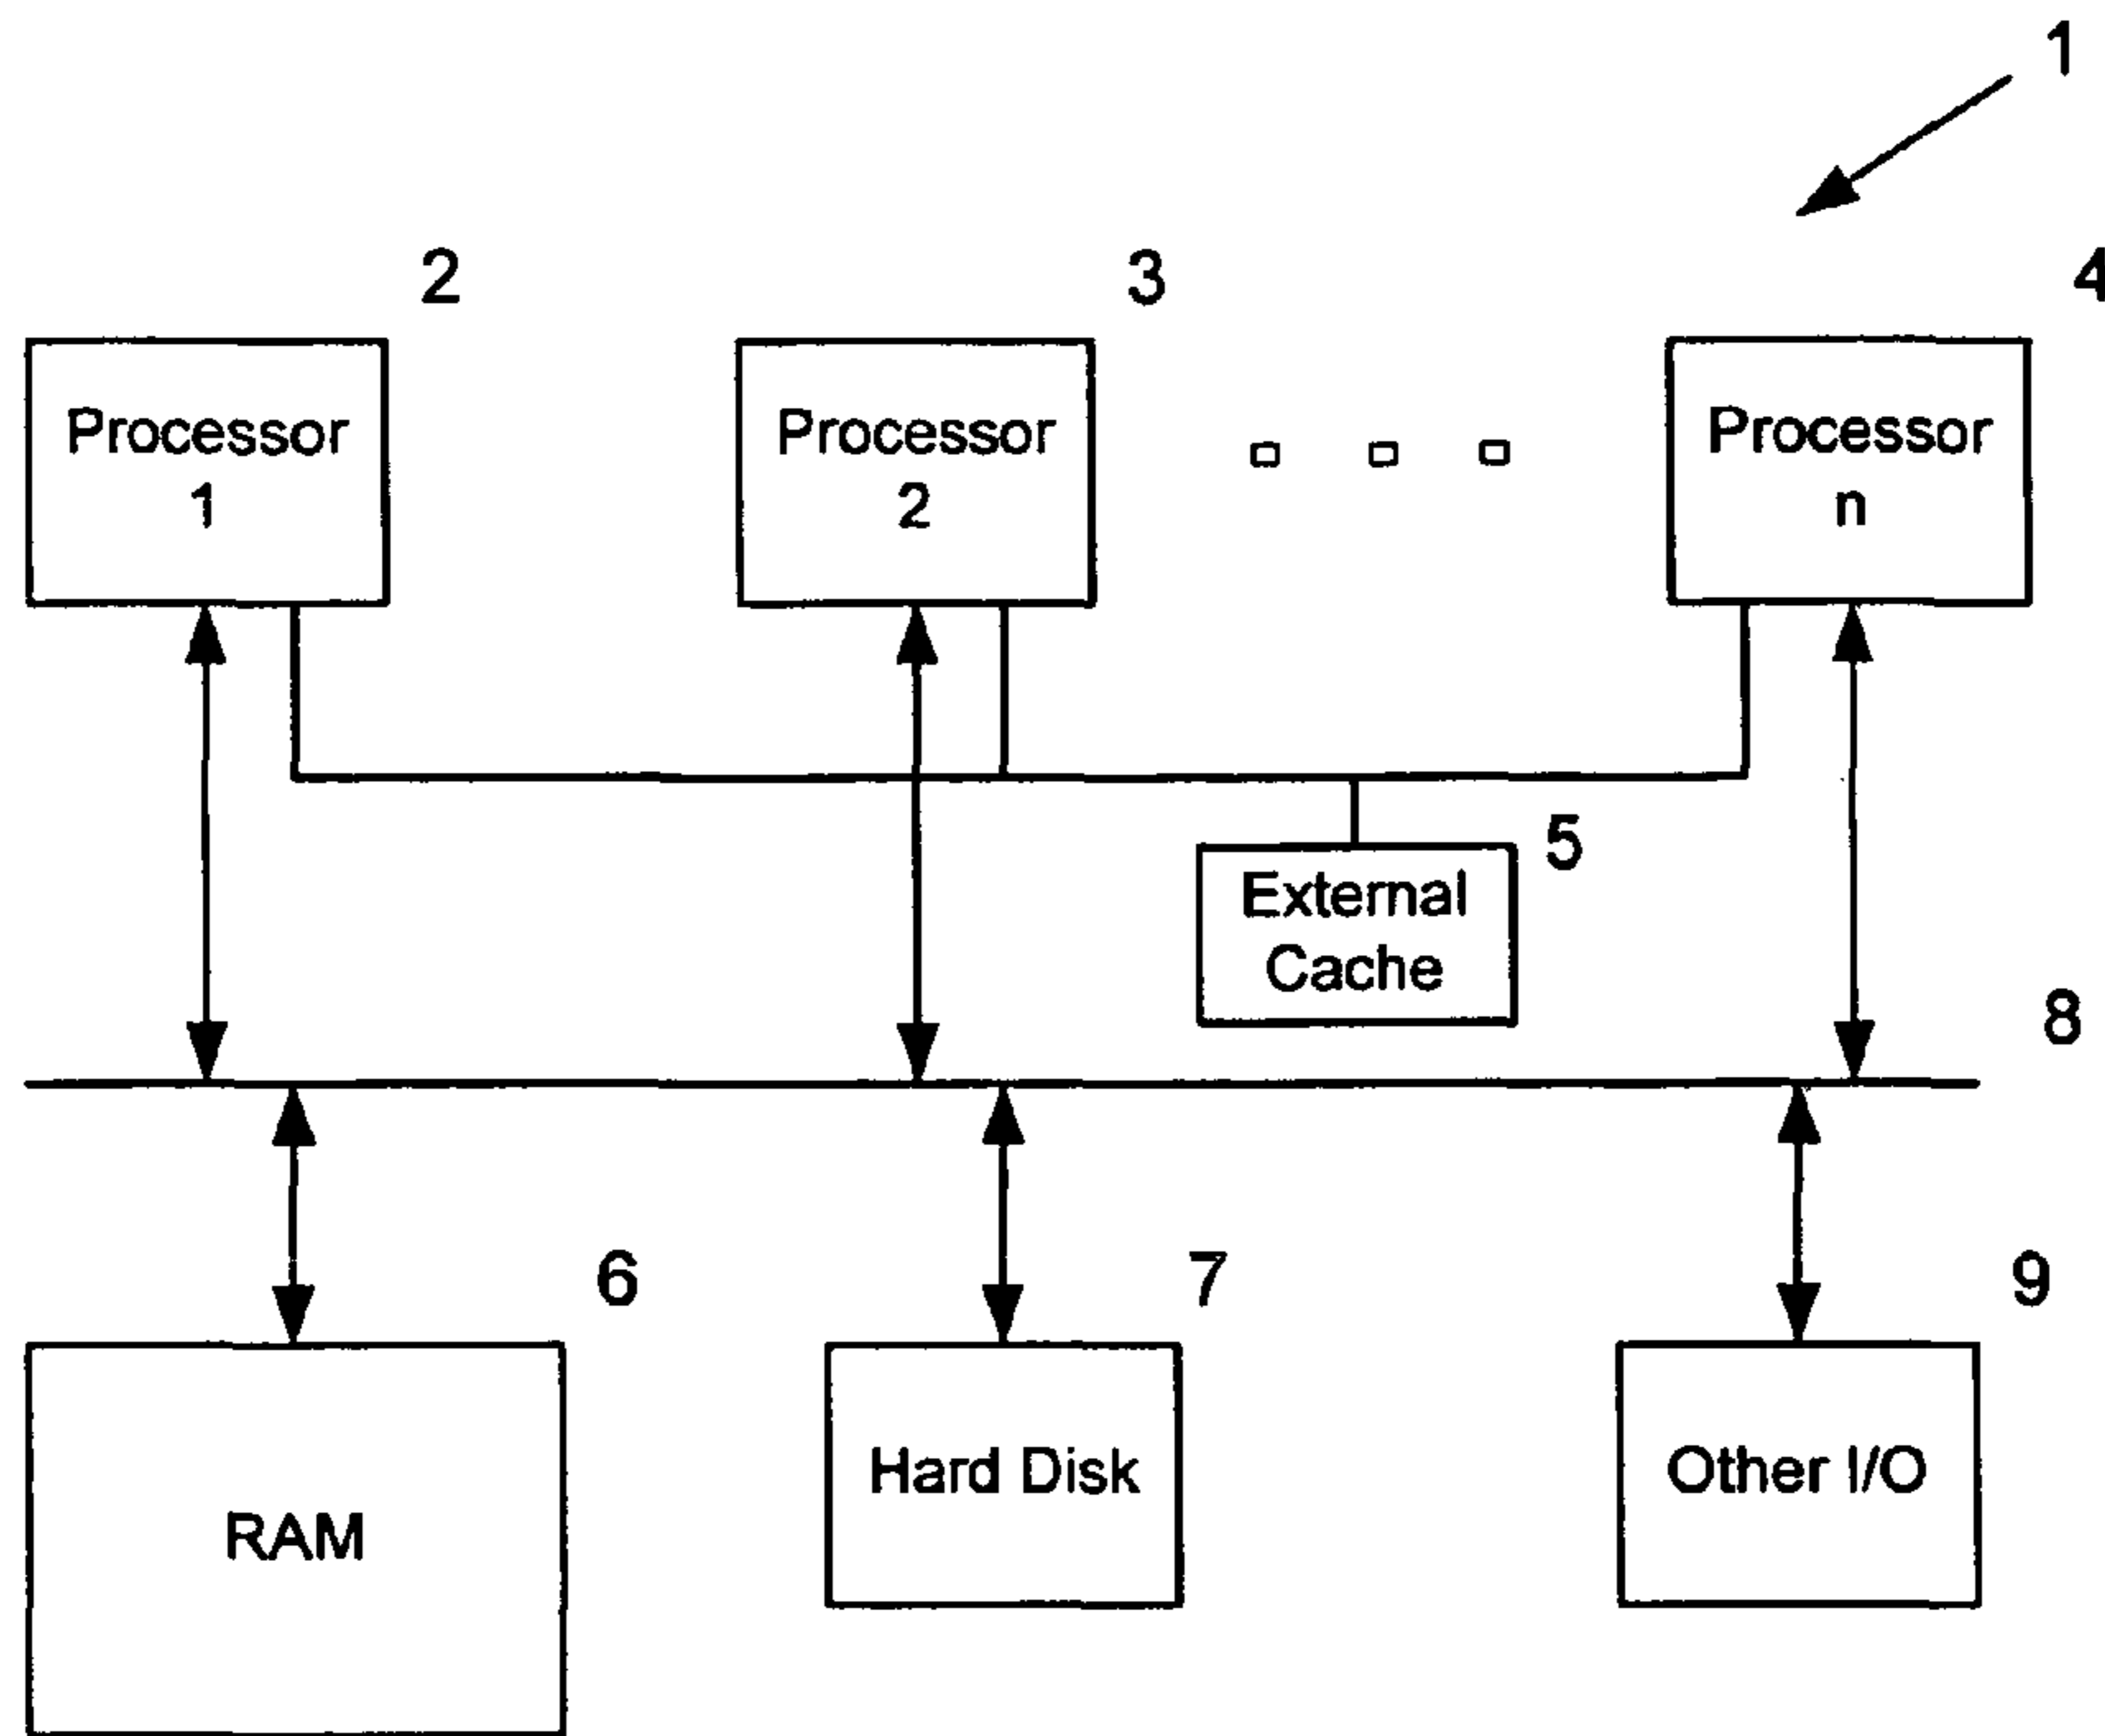 1
2
3
4
Processor
1
Processor
2
Processor
n
5
External
Cache
8
6
7
9
RAM
Hard Disk
Other I/O